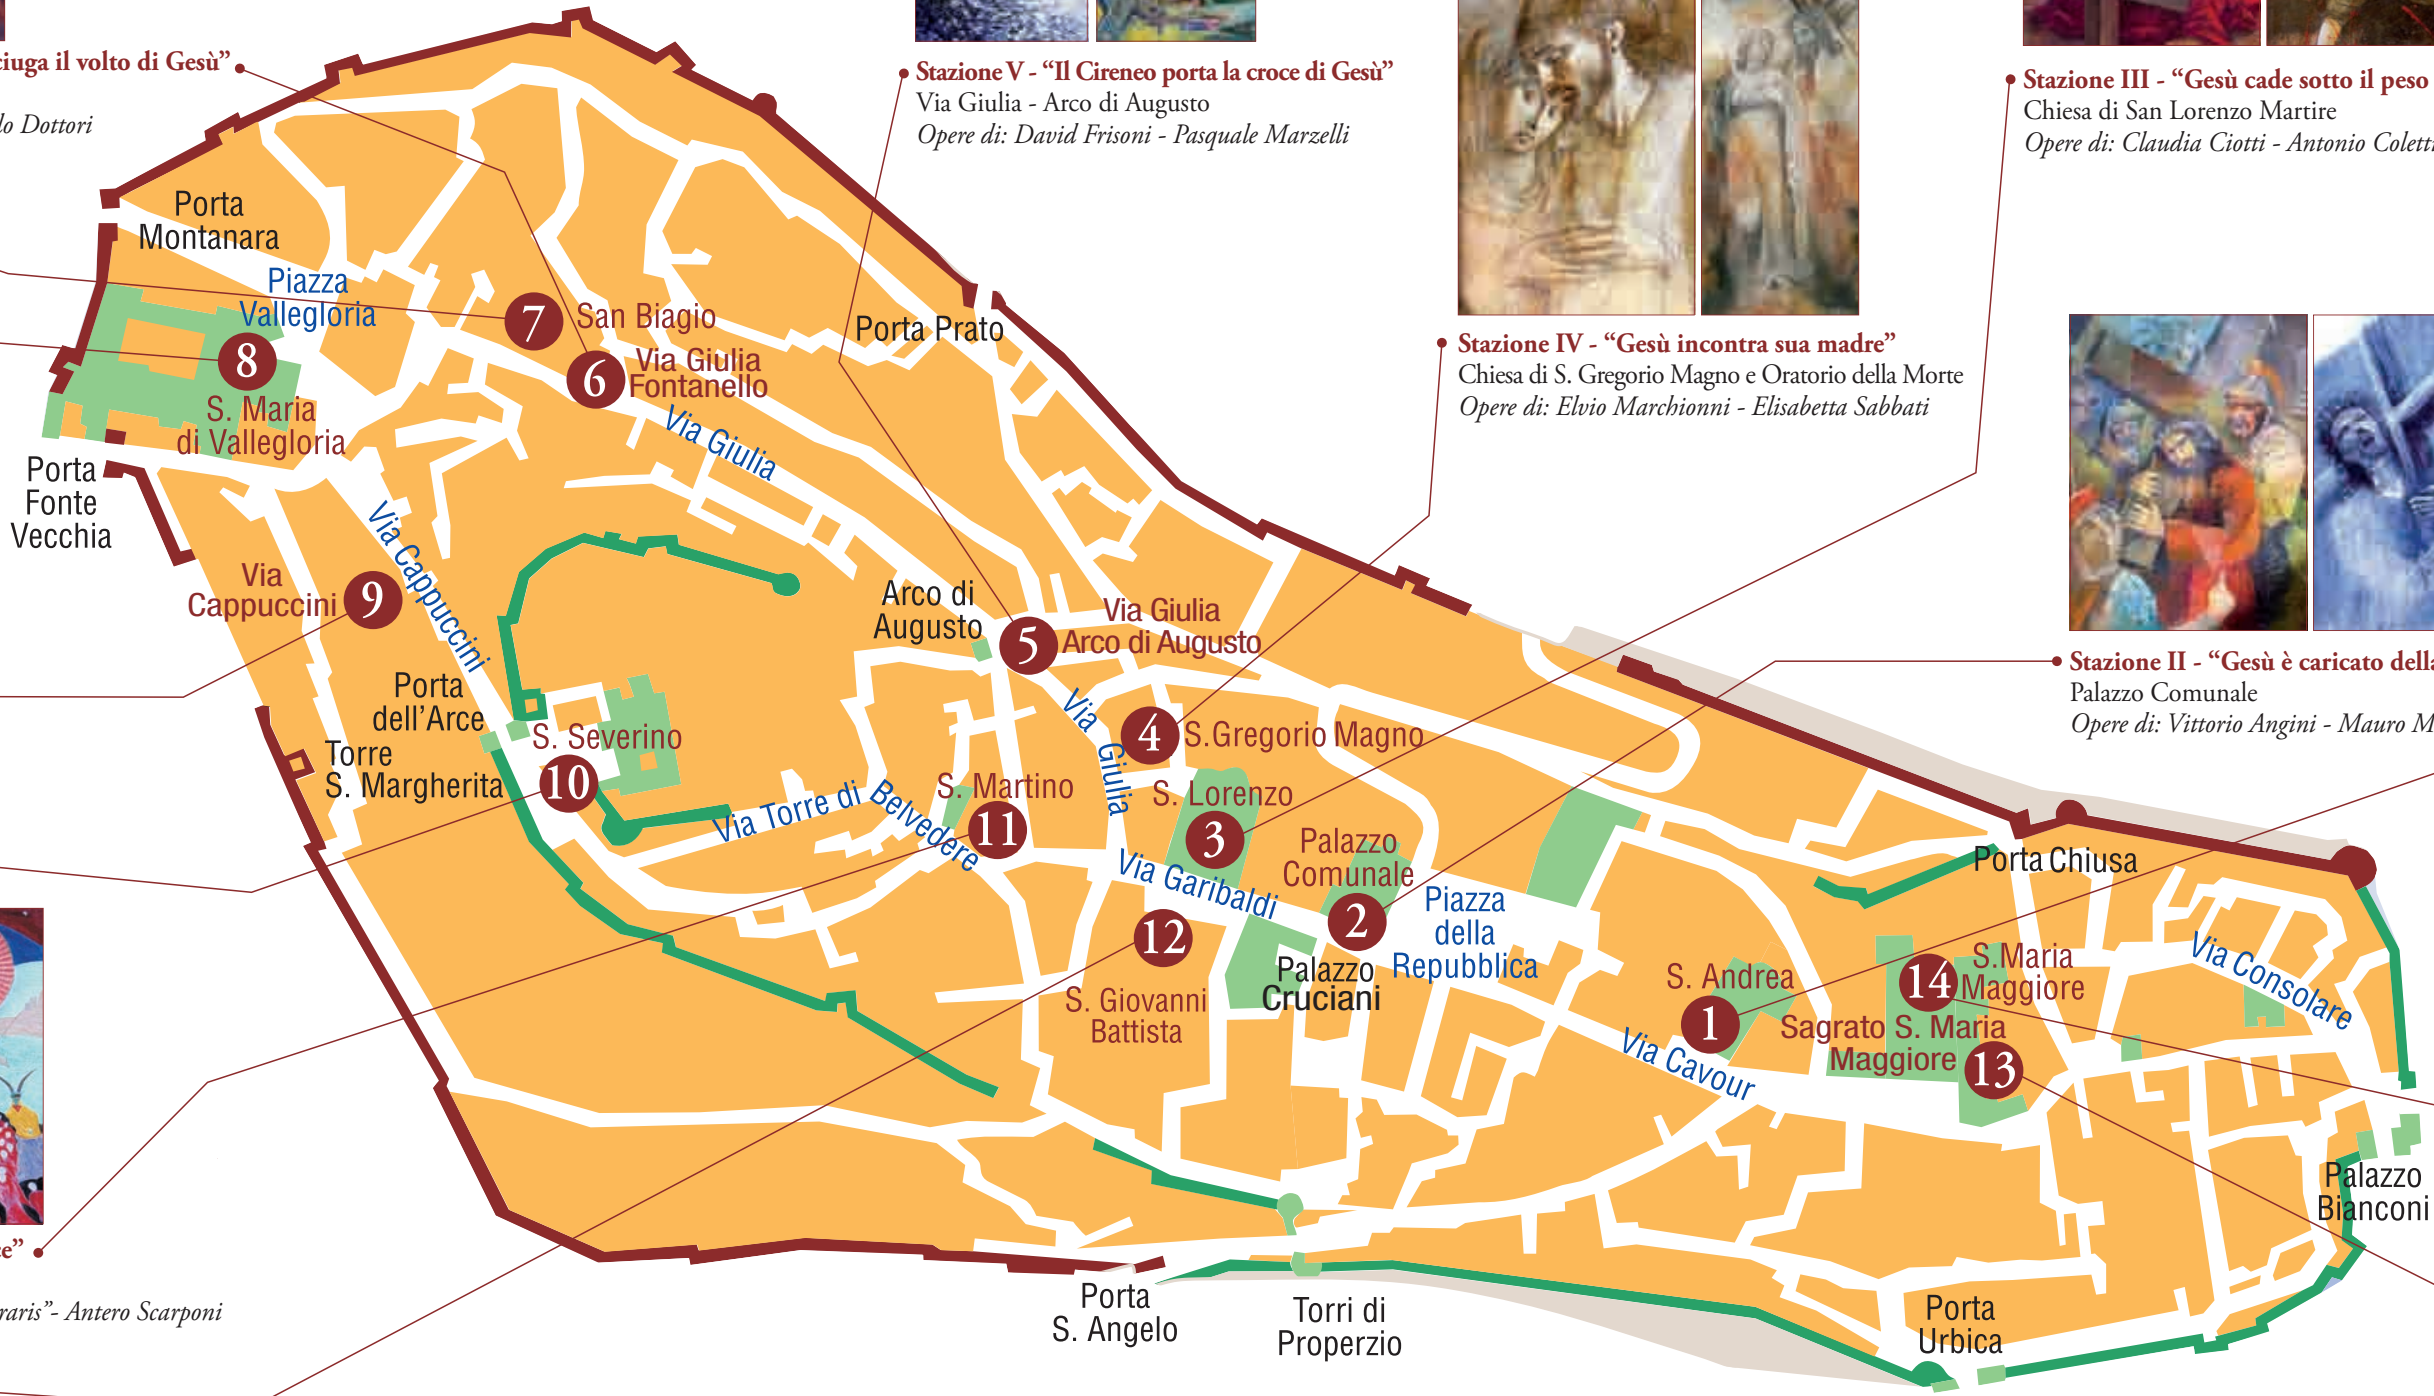 ciuga il volto di Gesù”
lo Dottori
Stazione V - “Il Cireneo porta la croce di Gesù”
Via Giulia - Arco di Augusto
Opere di: David Frisoni - Pasquale Marzelli
Stazione III - “Gesù cade sotto il peso
Chiesa di San Lorenzo Martire
Opere di: Claudia Ciotti - Antonio Coletti
Stazione IV - “Gesù incontra sua madre”
Chiesa di S. Gregorio Magno e Oratorio della Morte
Opere di: Elvio Marchionni - Elisabetta Sabbati
Stazione II - “Gesù è caricato della
Palazzo Comunale
Opere di: Vittorio Angini - Mauro M
Porta
Montanara
Piazza
Vallegloria
7
San Biagio
8
S. Maria
di Vallegloria
6
Via Giulia
Fontanello
Porta Prato
Via Giulia
Porta
Fonte
Vecchia
Via Cappuccini
Via
Cappuccini
9
Arco di
Augusto
5
Via Giulia
Arco di Augusto
Porta
dell’Arce
Torre
S. Margherita
S. Severino
10
Via Torre di Belvedere
S. Martino
11
Via Giulia
4
S.Gregorio Magno
S. Lorenzo
3
Palazzo
Comunale
2
Via Garibaldi
Piazza
della
Repubblica
12
S. Giovanni
Battista
Palazzo
Cruciani
Porta Chiusa
S. Andrea
1
Via Cavour
14
S.Maria
Maggiore
Sagrato S. Maria
Maggiore
13
Via Consolare
Palazzo
Bianconi
e”
raris”- Antero Scarponi
Porta
S. Angelo
Torri di
Properzio
Porta
Urbica